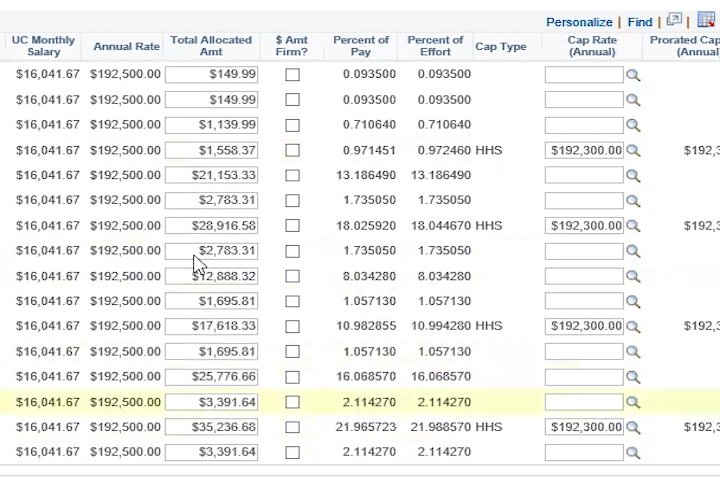 Personalize | Find |
UC Monthly Salary Annual Rate Total Allocated Amt $ Amt Firm? Percent of Pay Percent of Effort Cap Type Cap Rate (Annual) Prorated Cap (Annual
$16,041.67 $192,500.00 $149.99 0.093500 0.093500
$16,041.67 $192,500.00 $149.99 0.093500 0.093500
$16,041.67 $192,500.00 $1,139.99 0.710640 0.710640
$16,041.67 $192,500.00 $1,558.37 0.971451 0.972460 HHS $192,300.00 $192,3
$16,041.67 $192,500.00 $21,153.33 13.186490 13.186490
$16,041.67 $192,500.00 $2,783.31 1.735050 1.735050
$16,041.67 $192,500.00 $28,916.58 18.025920 18.044670 HHS $192,300.00 $192,3
$16,041.67 $192,500.00 $2,783.31 1.735050 1.735050
$16,041.67 $192,500.00 $12,888.32 8.034280 8.034280
$16,041.67 $192,500.00 $1,695.81 1.057130 1.057130
$16,041.67 $192,500.00 $17,618.33 10.982855 10.994280 HHS $192,300.00 $192,3
$16,041.67 $192,500.00 $1,695.81 1.057130 1.057130
$16,041.67 $192,500.00 $25,776.66 16.068570 16.068570
$16,041.67 $192,500.00 $3,391.64 2.114270 2.114270
$16,041.67 $192,500.00 $35,236.68 21.965723 21.988570 HHS $192,300.00 $192,3
$16,041.67 $192,500.00 $3,391.64 2.114270 2.114270